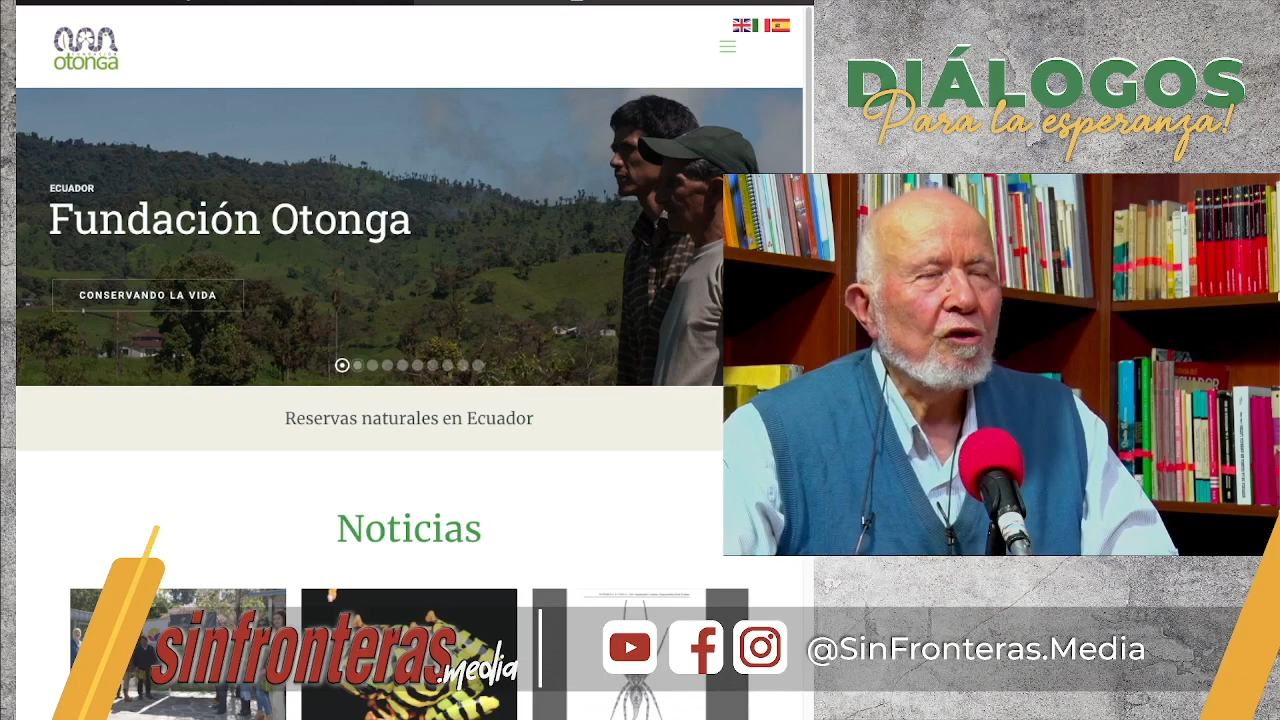 FUNDACIÓN
otonga
DIÁLOGOS
Para la esperanza!
ECUADOR
Fundación Otonga
CONSERVANDO LA VIDA
Reservas naturales en Ecuador
Noticias
sinfronteras
.media
@SinFronteras.Media